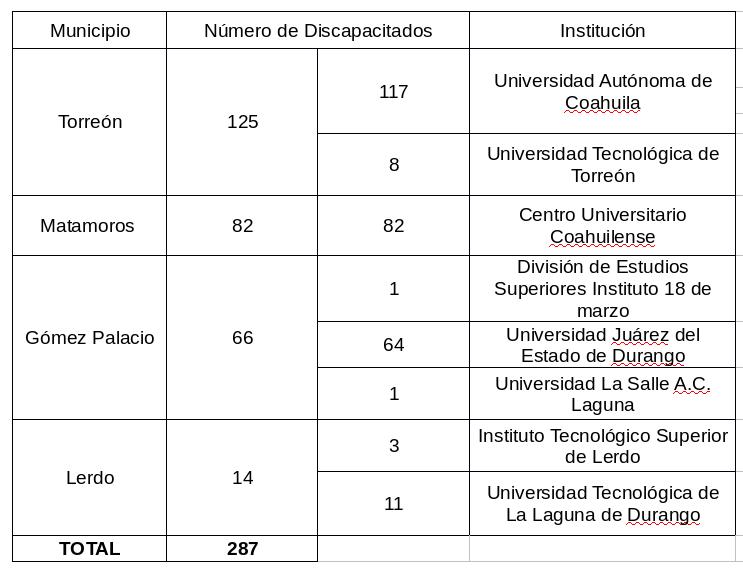 Municipio Número de Discapacitados Institución
Torreón 125 117 Universidad Autónoma de
Coahuila
8 Universidad Tecnológica de
Torreón
Matamoros 82 82 Centro Universitario
Coahuilense
Gómez Palacio 66 1 División de Estudios
Superiores Instituto 18 de
marzo
64 Universidad Juárez del
Estado de Durango
1 Universidad La Salle A.C.
Laguna
Lerdo 14 3 Instituto Tecnológico Superior
de Lerdo
11 Universidad Tecnológica de
La Laguna de Durango
TOTAL 287